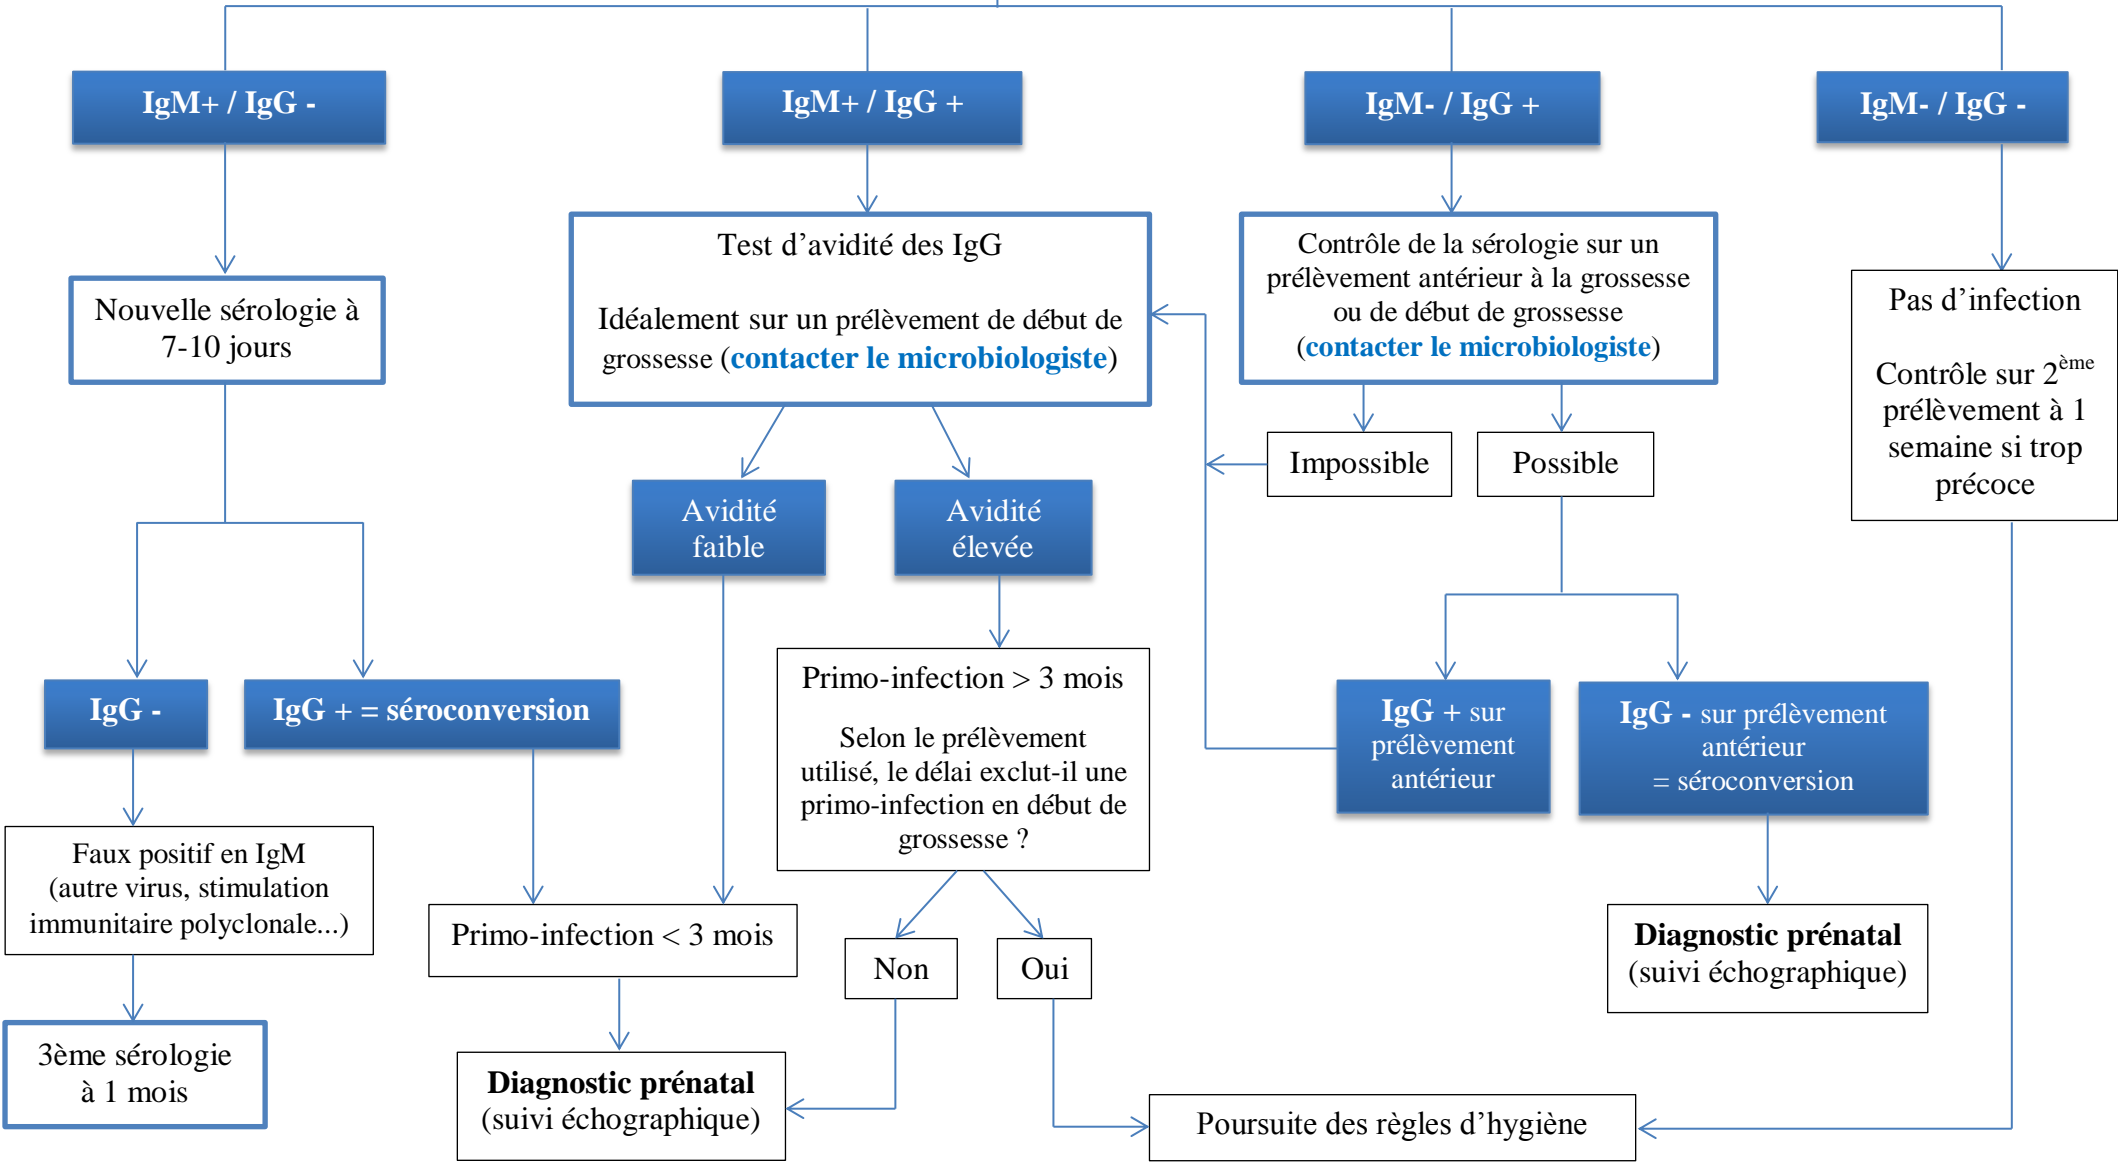 IgM+ / IgG -
IgM+ / IgG +
IgM- / IgG +
IgM- / IgG -
Nouvelle sérologie à
7-10 jours
Test d’avidité des IgG
Idéalement sur un prélèvement de début de
grossesse (contacter le microbiologiste)
Contrôle de la sérologie sur un
prélèvement antérieur à la grossesse
ou de début de grossesse
(contacter le microbiologiste)
Pas d’infection
Contrôle sur 2ème
prélèvement à 1
semaine si trop
précoce
Impossible
Possible
Avidité
faible
Avidité
élevée
IgG -
IgG + = séroconversion
Primo-infection > 3 mois
Selon le prélèvement
utilisé, le délai exclut-il une
primo-infection en début de
grossesse ?
IgG + sur
prélèvement
antérieur
IgG - sur prélèvement
antérieur
= séroconversion
Faux positif en IgM
(autre virus, stimulation
immunitaire polyclonale...)
Primo-infection < 3 mois
Non
Oui
Diagnostic prénatal
(suivi échographique)
3ème sérologie
à 1 mois
Diagnostic prénatal
(suivi échographique)
Poursuite des règles d’hygiène